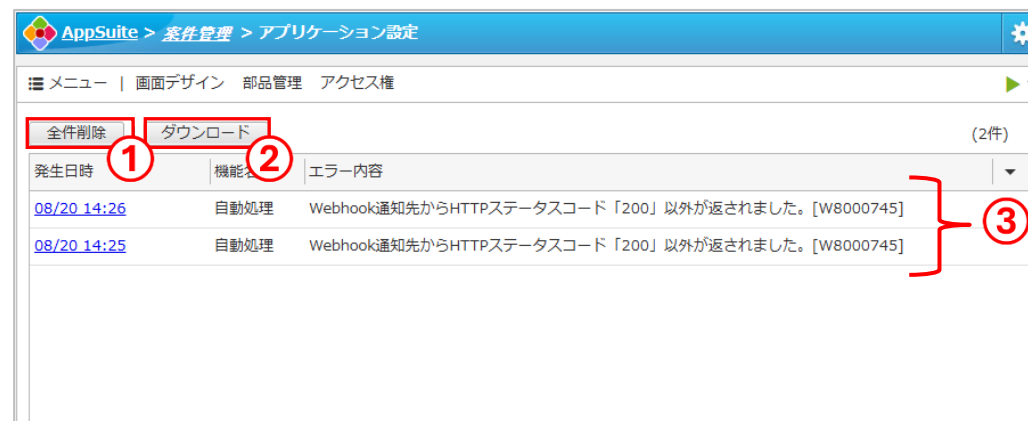 AppSuite > 案件管理 > アプリケーション設定
メニュー | 画面デザイン 部品管理 アクセス権
全件削除 ダウンロード (2件)
① ②
発生日時 機能 エラー内容
08/20 14:26 自動処理 Webhook通知先からHTTPステータスコード「200」以外が返されました。[W8000745]
③
08/20 14:25 自動処理 Webhook通知先からHTTPステータスコード「200」以外が返されました。[W8000745]